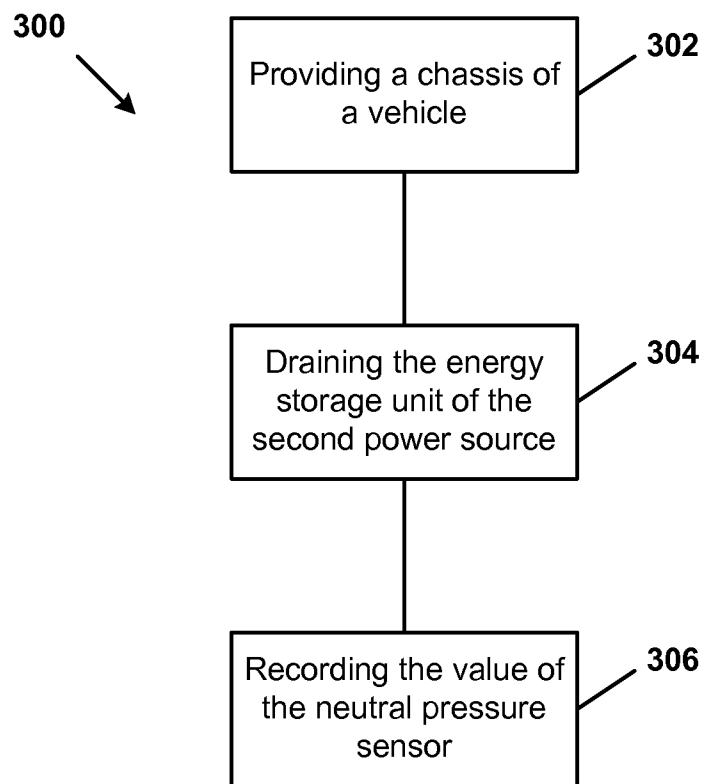 300
302
Providing a chassis of
a vehicle
304
Draining the energy
storage unit of the
second power source
306
Recording the value of
the neutral pressure
sensor